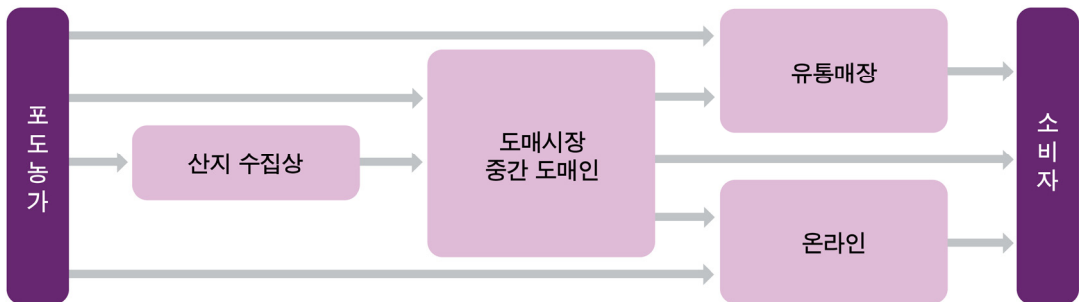 포도농가
산지 수집상
도매시장
중간 도매인
유통매장
온라인
소비자